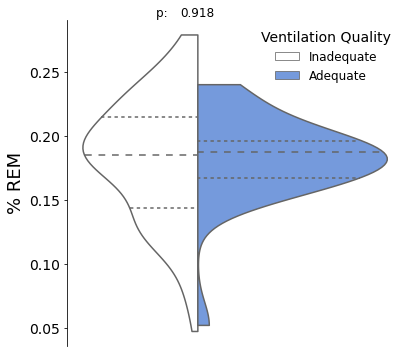 p: 0.918
Ventilation Quality
Inadequate
Adequate
0.25
0.20
0.15
0.10
0.05
% REM